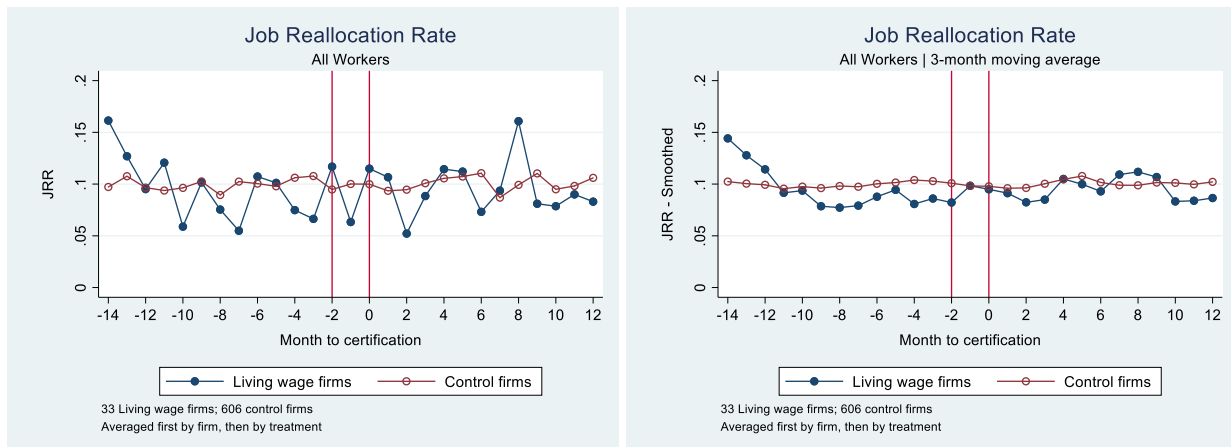 Job Reallocation Rate
All Workers
JRR
.2
.15
.1
.05
0
-14 -12 -10 -8 -6 -4 -2 0 2 4 6 8 10 12
Month to certification
Living wage firms Control firms
33 Living wage firms; 606 control firms
Averaged first by firm, then by treatment
Job Reallocation Rate
All Workers | 3-month moving average
JRR - Smoothed
.2
.15
.1
.05
0
-14 -12 -10 -8 -6 -4 -2 0 2 4 6 8 10 12
Month to certification
Living wage firms Control firms
33 Living wage firms; 606 control firms
Averaged first by firm, then by treatment